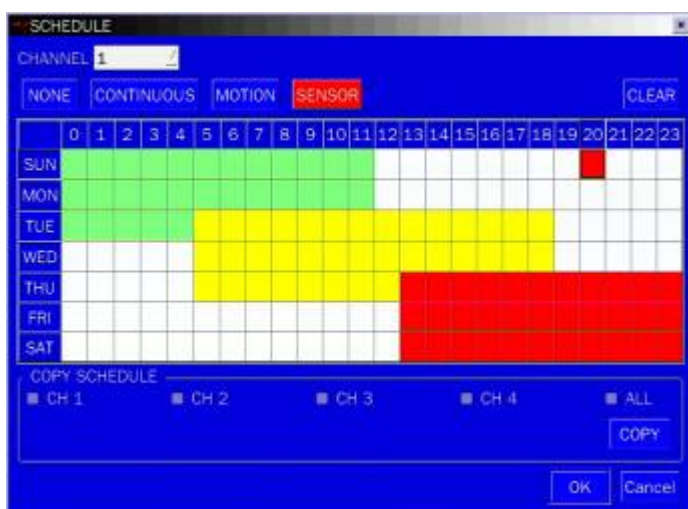 SCHEDULE
CHANNEL 1
NONE CONTINUOUS MOTION SENSOR CLEAR
0 1 2 3 4 5 6 7 8 9 10 11 12 13 14 15 16 17 18 19 20 21 22 23
SUN
MON
TUE
WED
THU
FRI
SAT
COPY SCHEDULE
CH 1 CH 2 CH 3 CH 4 ALL
COPY
OK Cancel